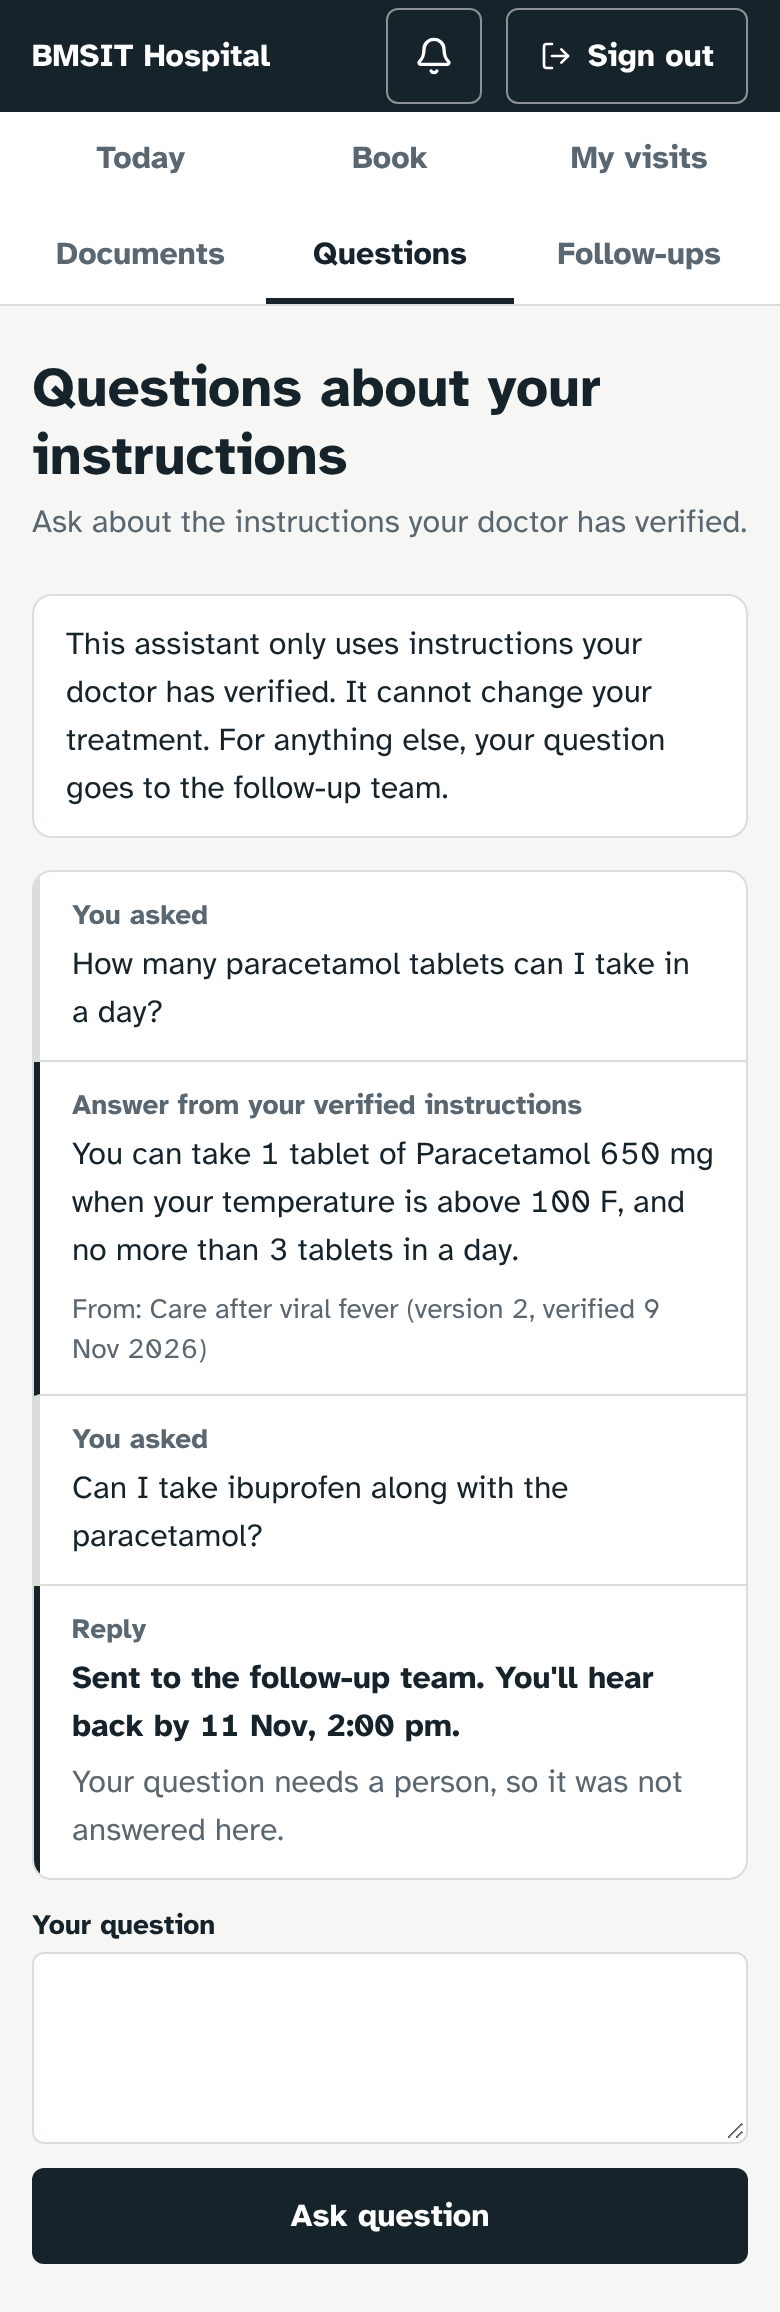 BMSIT Hospital
Sign out
Today
Book
My visits
Documents
Questions
Follow-ups
Questions about your
instructions
Ask about the instructions your doctor has verified.
This assistant only uses instructions your
doctor has verified. It cannot change your
treatment. For anything else, your question
goes to the follow-up team.
You asked
How many paracetamol tablets can I take in
a day?
Answer from your verified instructions
You can take 1 tablet of Paracetamol 650 mg
when your temperature is above 100 F, and
no more than 3 tablets in a day.
From: Care after viral fever (version 2, verified 9
Nov 2026)
You asked
Can I take ibuprofen along with the
paracetamol?
Reply
Sent to the follow-up team. You'll hear
back by 11 Nov, 2:00 pm.
Your question needs a person, so it was not
answered here.
Your question
Ask question